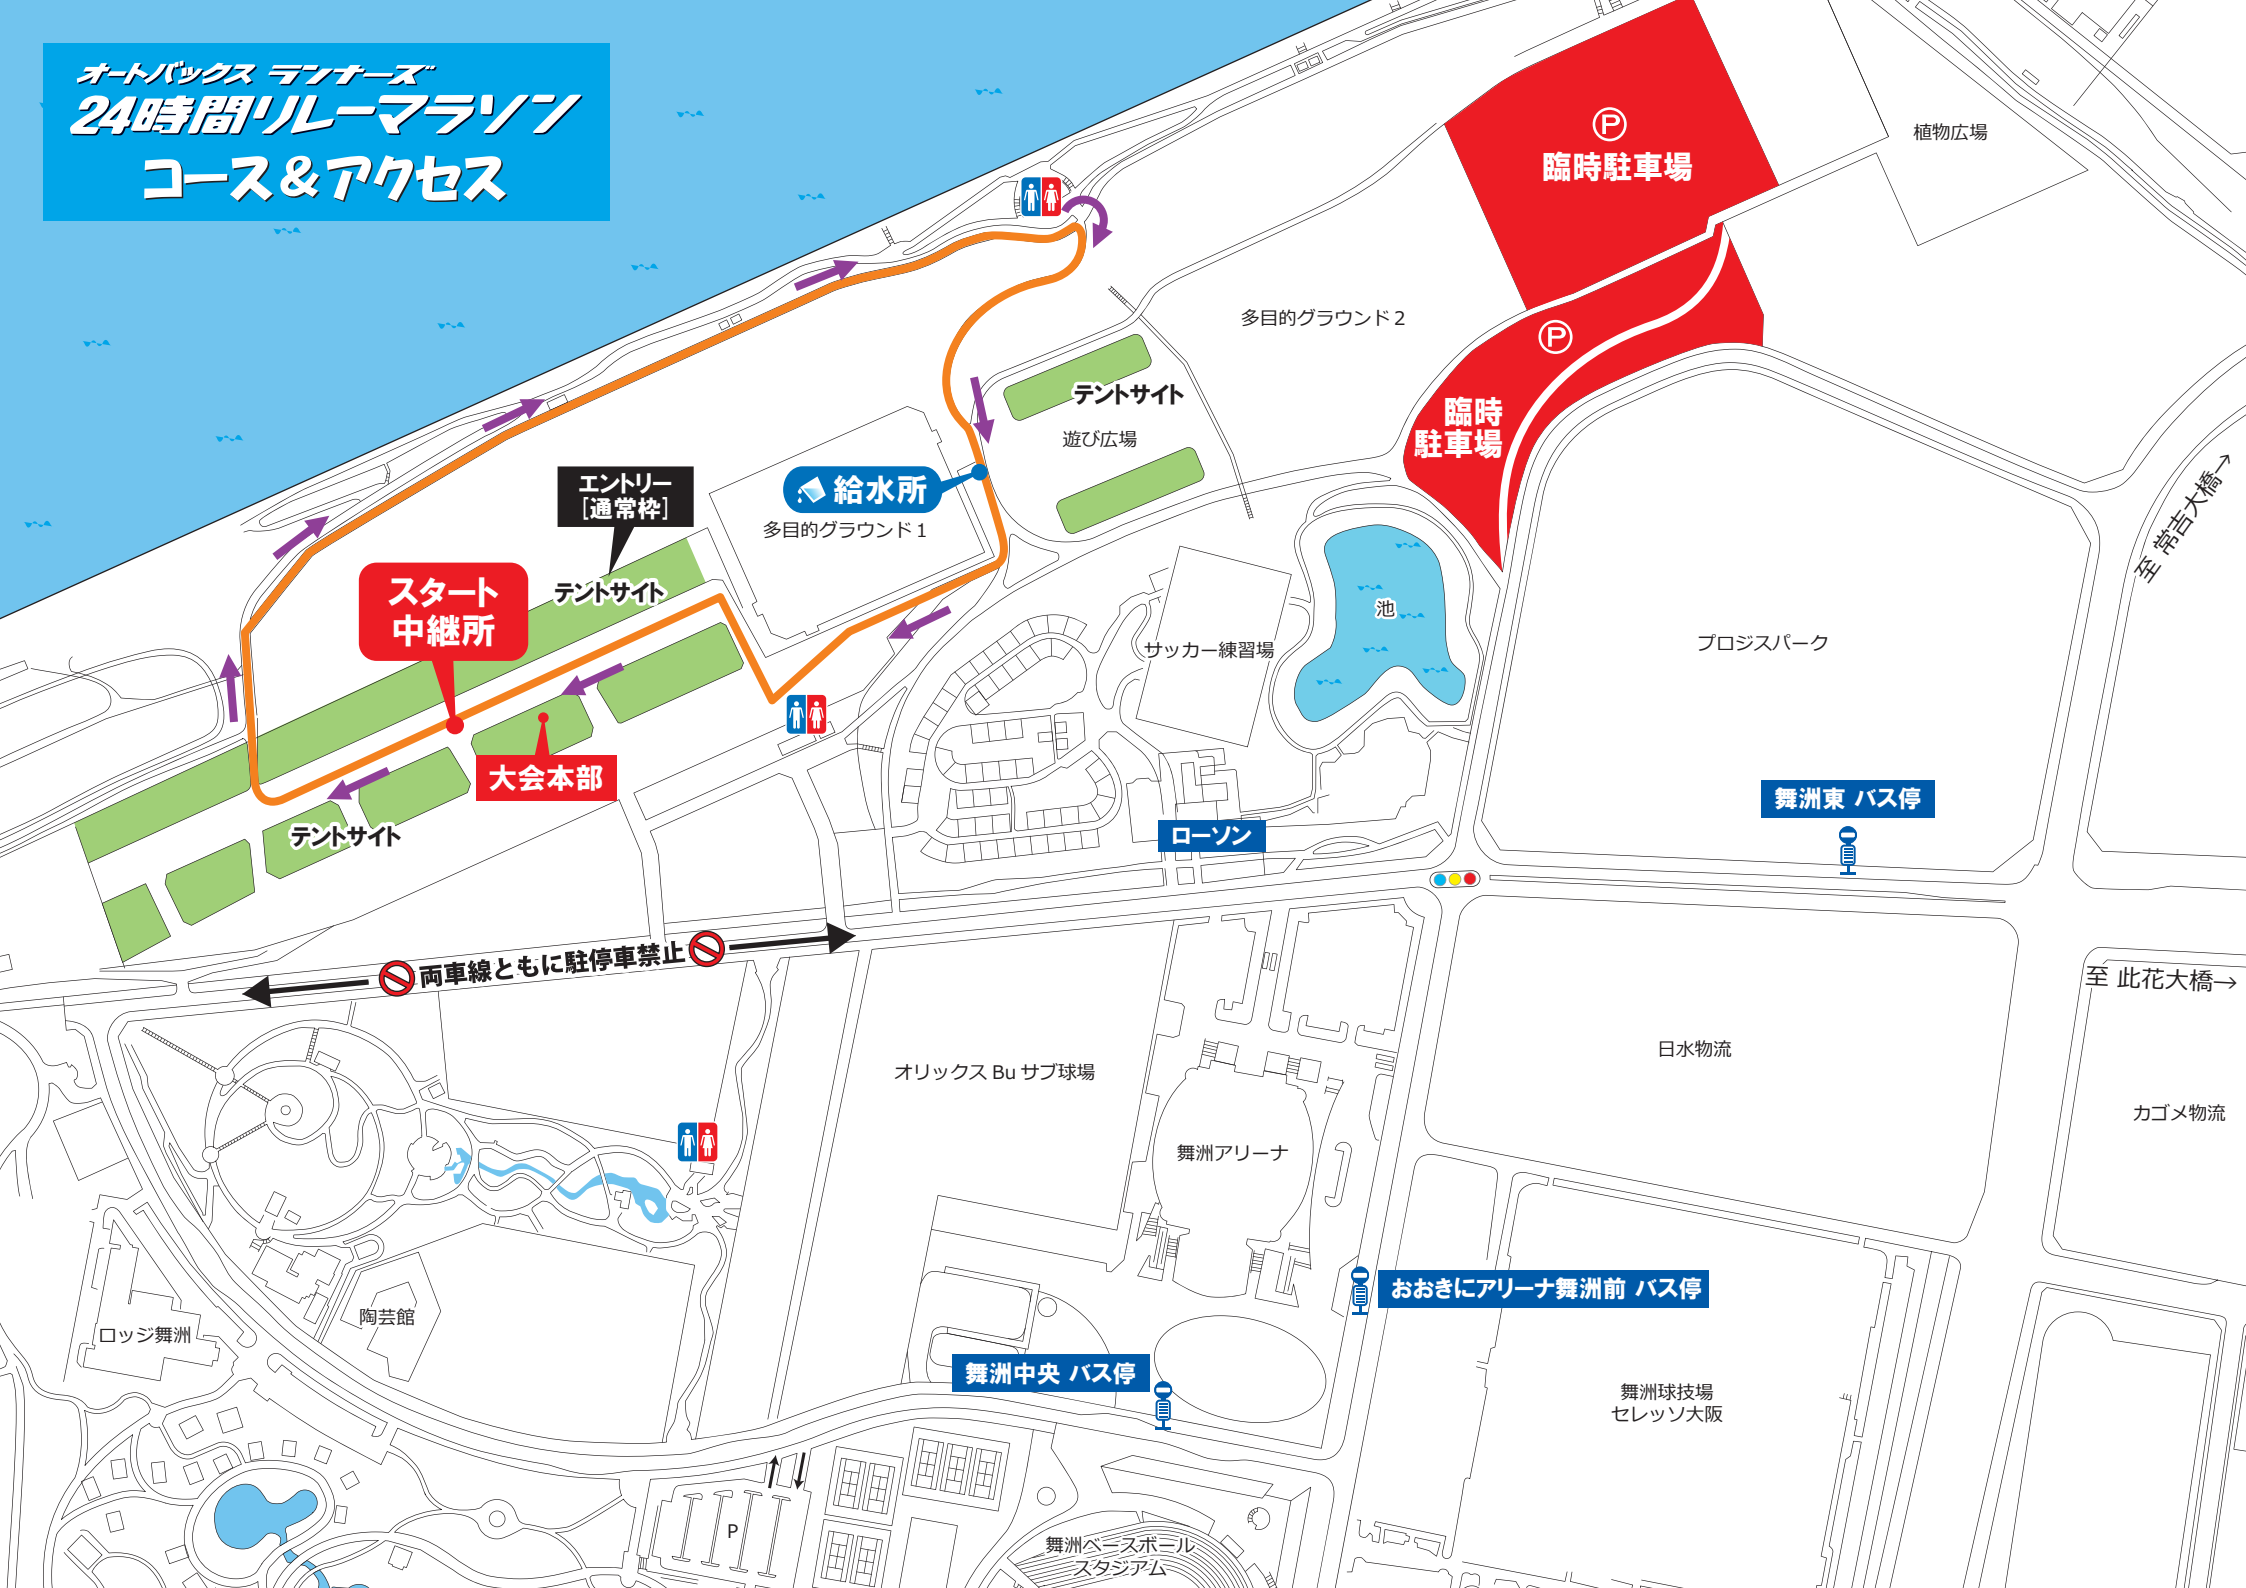 オートバックス ランナーズ
24時間リレーマラソン
コース&アクセス
Ⓟ
臨時駐車場
植物広場
多目的グラウンド2
Ⓟ
臨時
駐車場
テントサイト
遊び広場
エントリー
[通常枠]
給水所
多目的グラウンド1
至 常吉大橋→
スタート
中継所
テントサイト
池
サッカー練習場
プロジスパーク
大会本部
テントサイト
舞洲東 バス停
ローソン
両車線ともに駐停車禁止
至 此花大橋→
日水物流
オリックス Bu サブ球場
カゴメ物流
舞洲アリーナ
おおきにアリーナ舞洲前 バス停
陶芸館
ロッジ舞洲
舞洲中央 バス停
舞洲球技場
セレッソ大阪
P
舞洲ベースボール
スタジアム